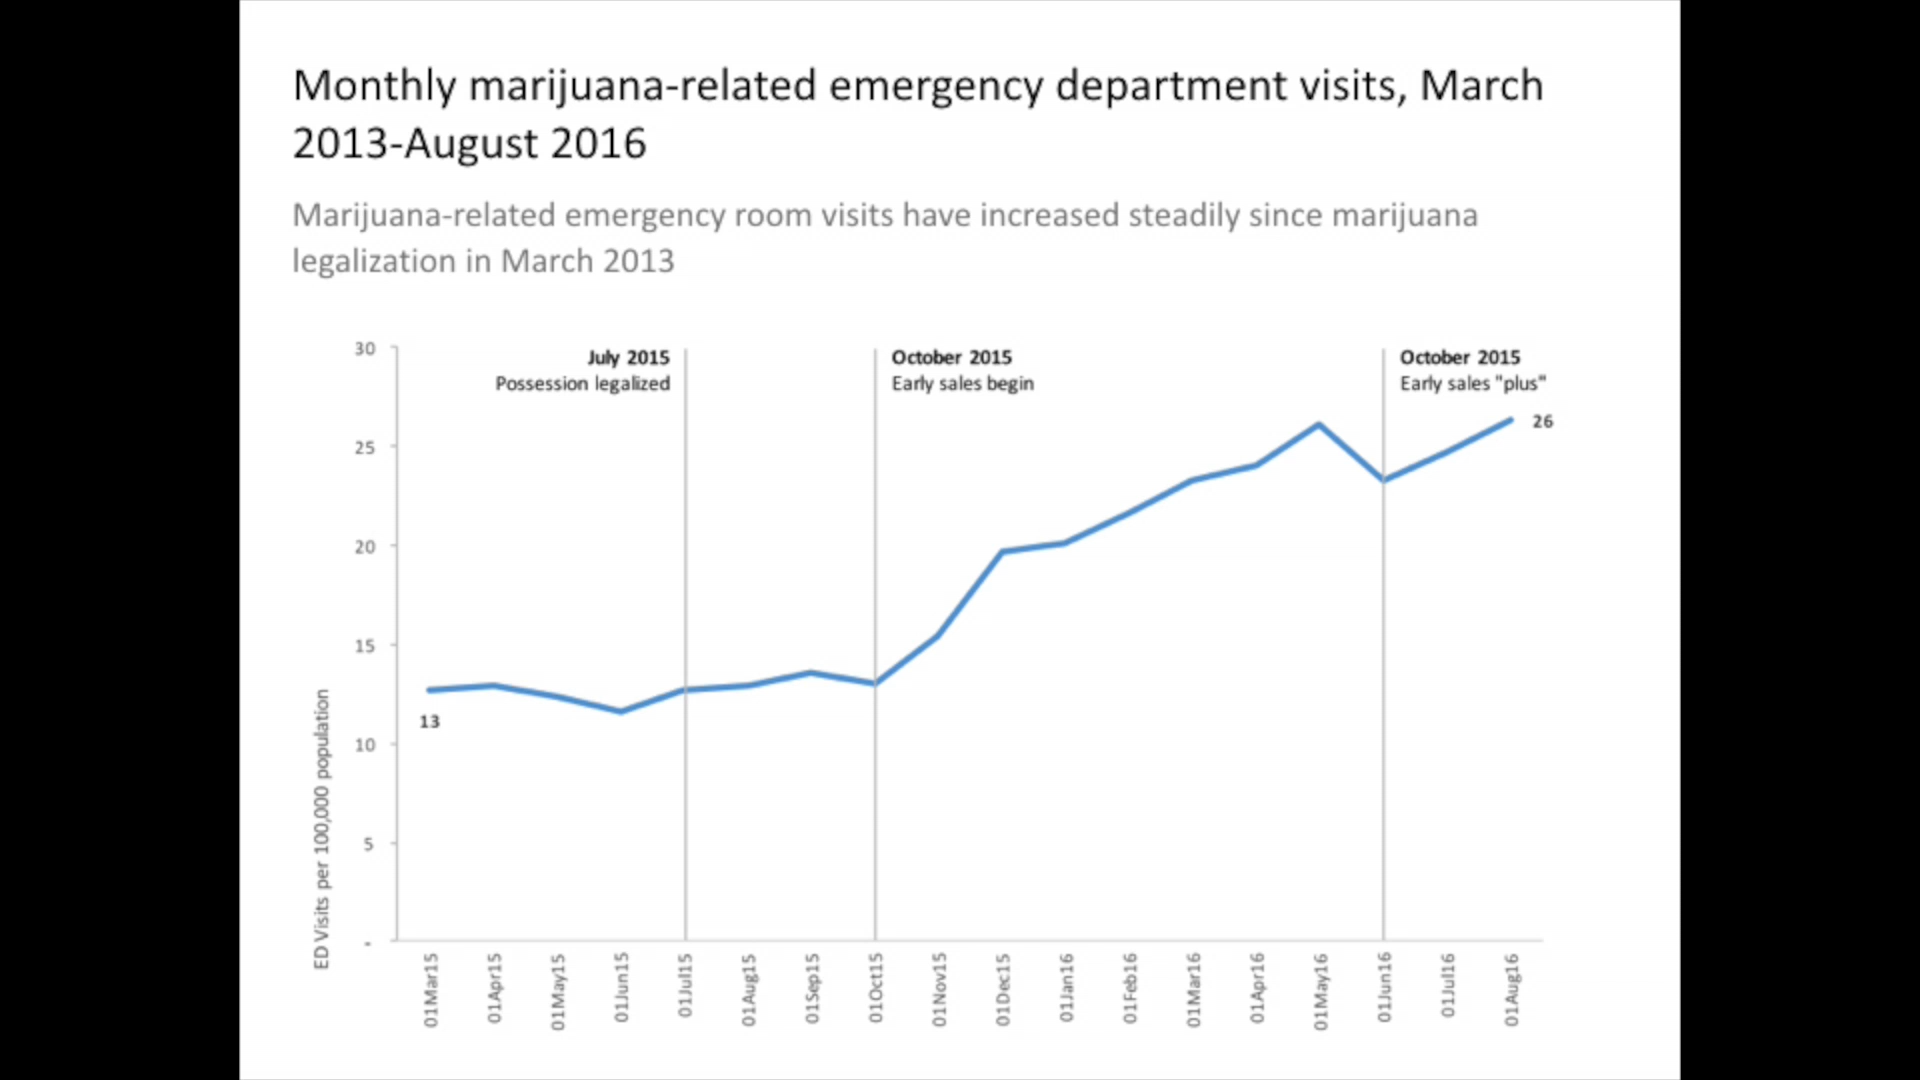 Monthly marijuana-related emergency department visits, March
2013-August 2016
Marijuana-related emergency room visits have increased steadily since marijuana
legalization in March 2013
30
25
20
15
10
5
-
ED Visits per 100,000 population
July 2015
Possession legalized
October 2015
Early sales begin
October 2015
Early sales "plus"
26
13
01Mar15
01Apr15
01May15
01Jun15
01Jul15
01Aug15
01Sep15
01Oct15
01Nov15
01Dec15
01Jan16
01Feb16
01Mar16
01Apr16
01May16
01Jun16
01Jul16
01Aug16